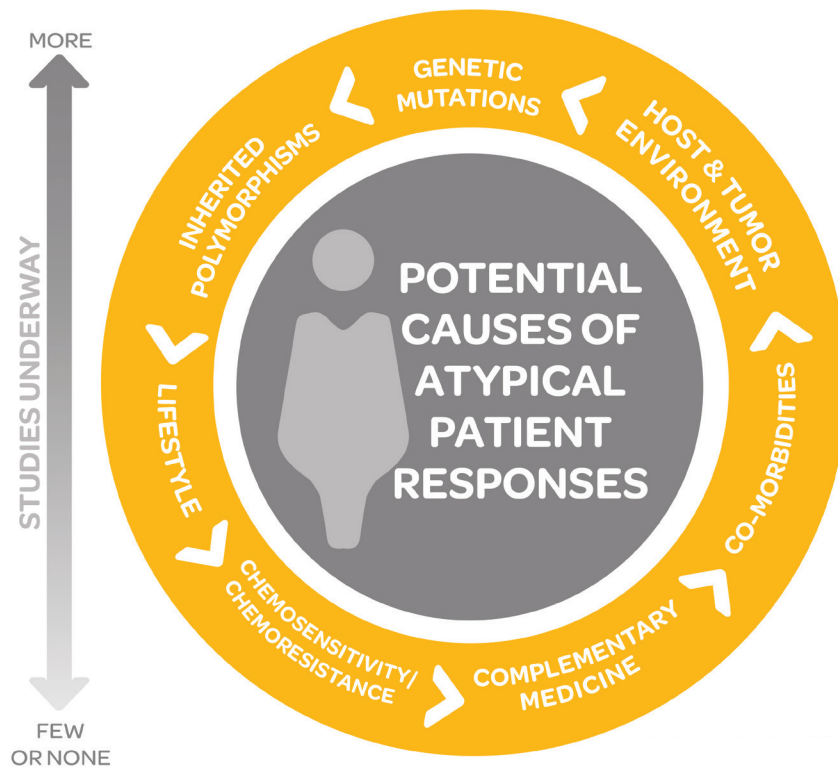 MORE
STUDIES UNDERWAY
FEW
OR NONE
GENETIC
MUTATIONS
HOST & TUMOR
ENVIRONMENT
CO-MORBIDITIES
COMPLEMENTARY
MEDICINE
CHEMOSENSITIVITY/
CHEMORESISTANCE
LIFESTYLE
INHERITED
POLYMORPHISMS
POTENTIAL
CAUSES OF
ATYPICAL
PATIENT
RESPONSES